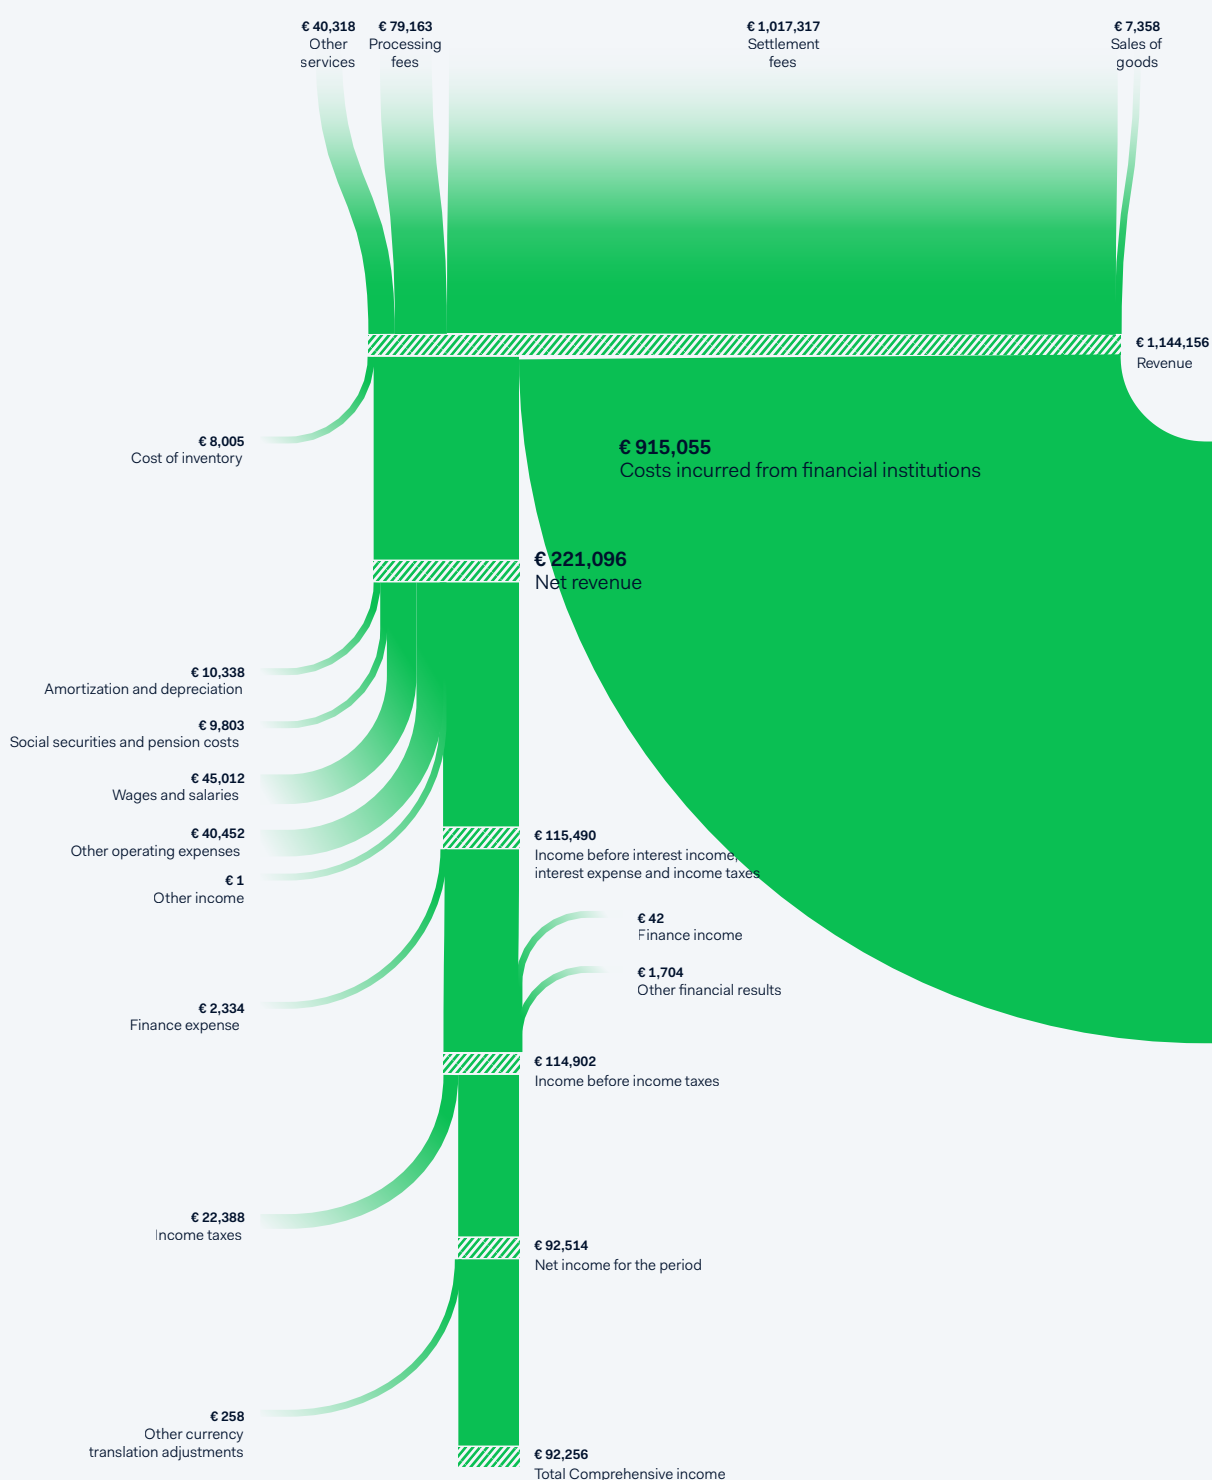 € 40,318
Other
services
€ 79,163
Processing
fees
€ 1,017,317
Settlement
fees
€ 7,358
Sales of
goods
€ 1,144,156
Revenue
€ 8,005
Cost of inventory
€ 915,055
Costs incurred from financial institutions
€ 221,096
Net revenue
€ 10,338
Amortization and depreciation
€ 9,803
Social securities and pension costs
€ 45,012
Wages and salaries
€ 40,452
Other operating expenses
€ 115,490
Income before interest income,
interest expense and income taxes
€ 1
Other income
€ 42
Finance income
€ 1,704
Other financial results
€ 2,334
Finance expense
€ 114,902
Income before income taxes
€ 22,388
Income taxes
€ 92,514
Net income for the period
€ 258
Other currency
translation adjustments
€ 92,256
Total Comprehensive income